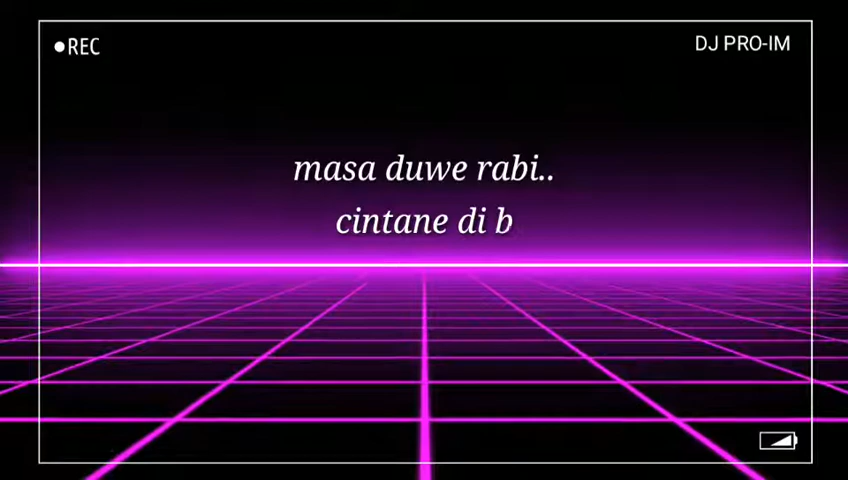 ●REC
DJ PRO-IM
masa duwe rabi..
cintane di b